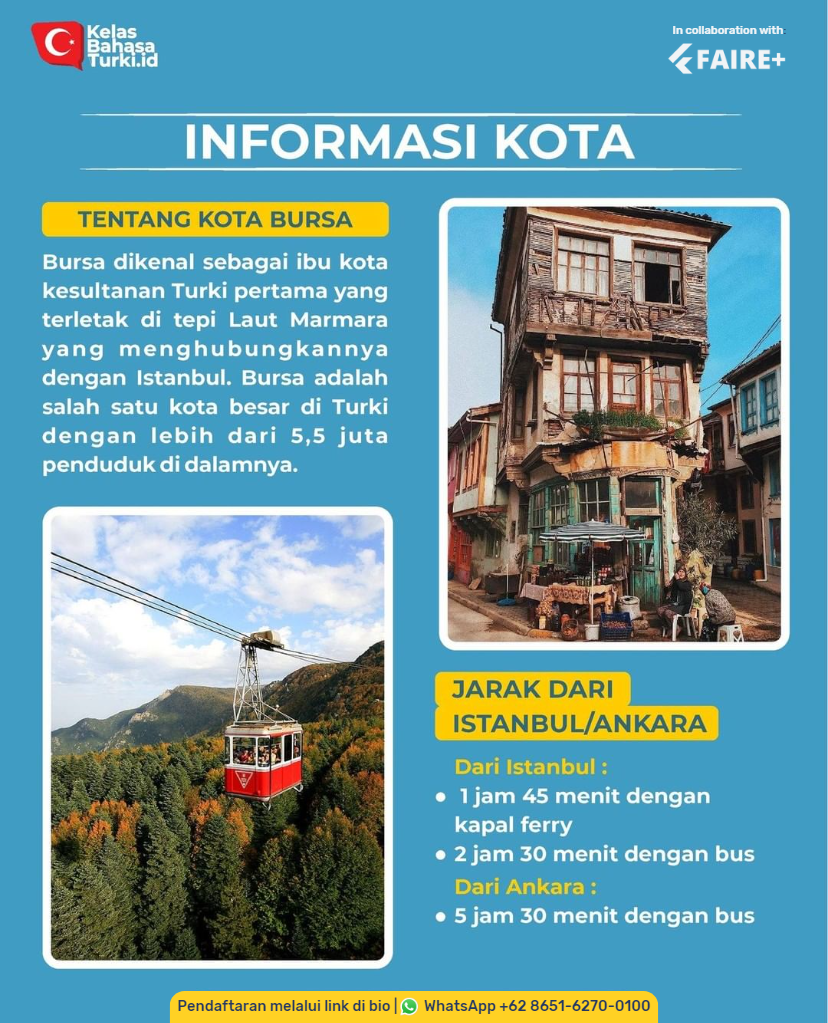 Kelas
Bahasa
Turki.id
In collaboration with:
FAIRE+
INFORMASI KOTA
TENTANG KOTA BURSA
Bursa dikenal sebagai ibu kota
kesultanan Turki pertama yang
terletak di tepi Laut Marmara
yang menghubungkannya
dengan Istanbul. Bursa adalah
salah satu kota besar di Turki
dengan lebih dari 5,5 juta
penduduk di dalamnya.
JARAK DARI
ISTANBUL/ANKARA
Dari Istanbul :
● 1 jam 45 menit dengan
kapal ferry
● 2 jam 30 menit dengan bus
Dari Ankara :
● 5 jam 30 menit dengan bus
Pendaftaran melalui link di bio | WhatsApp +62 8651-6270-0100